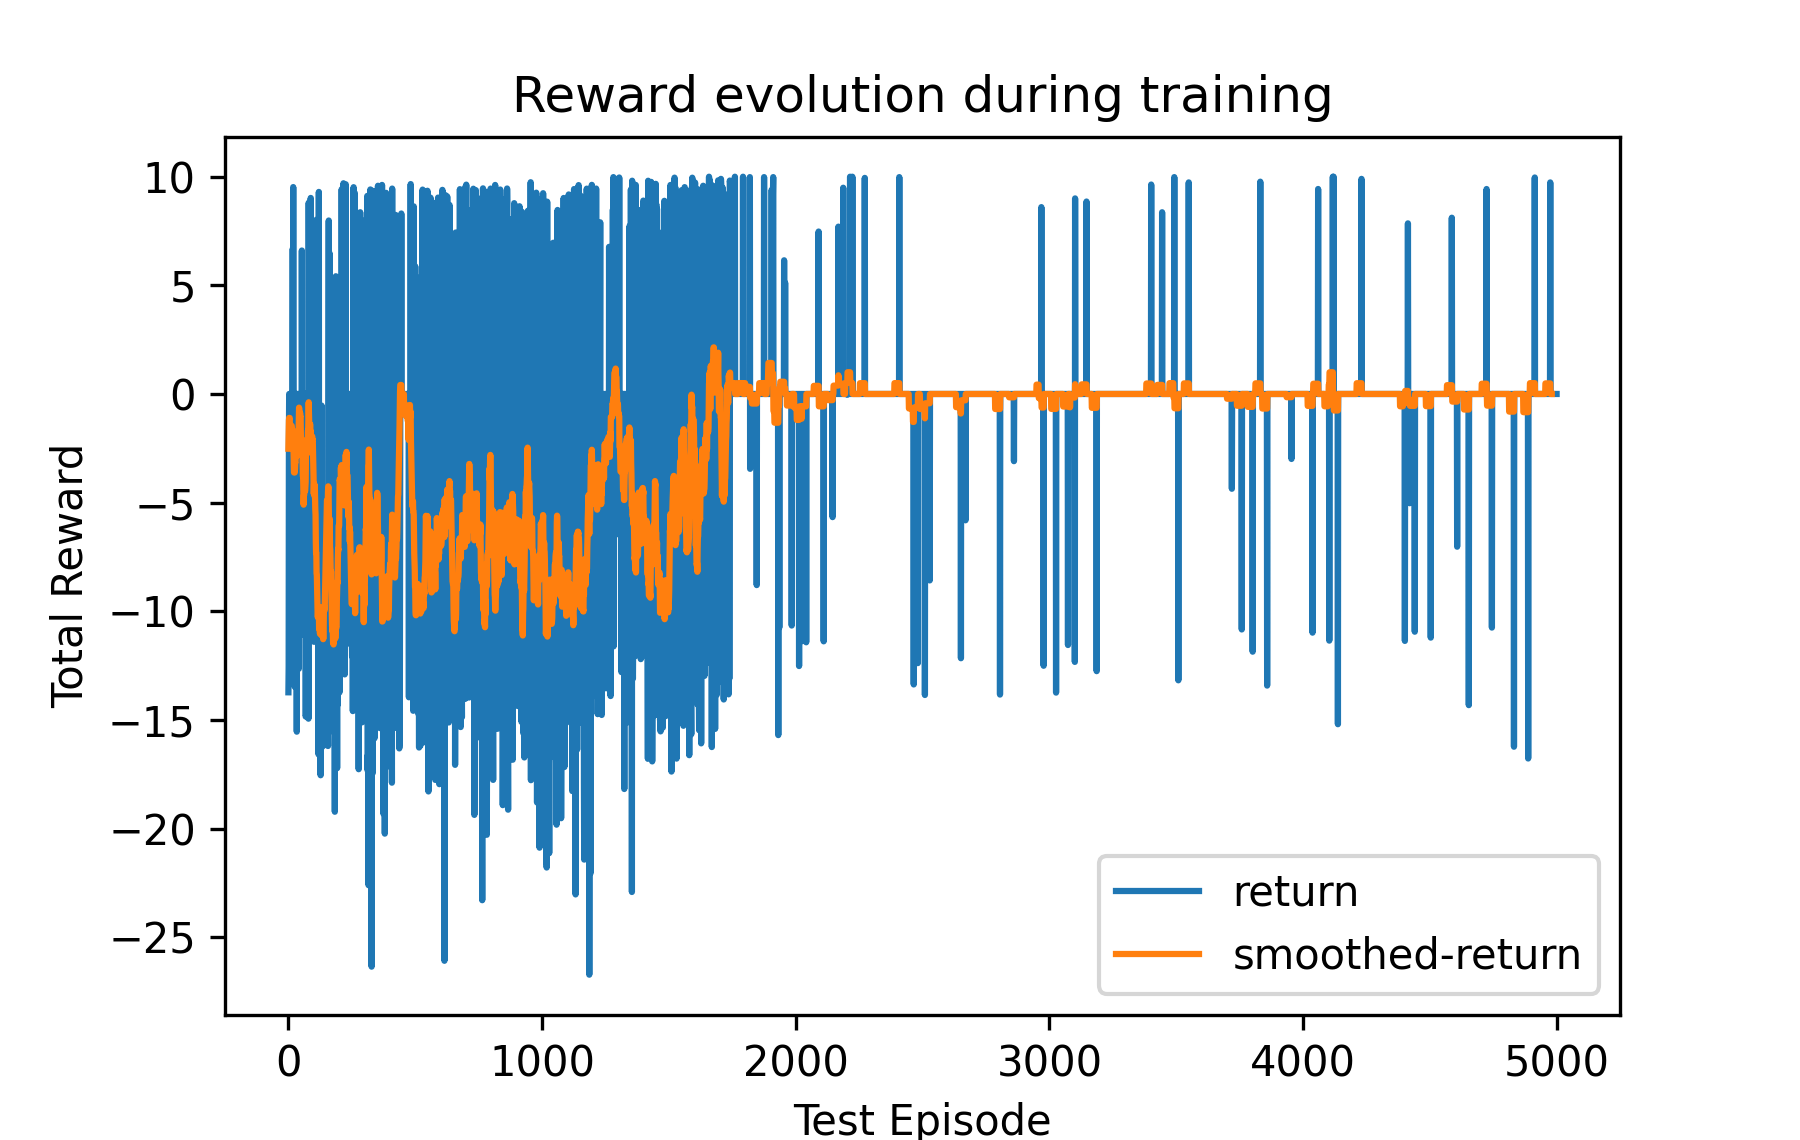 Reward evolution during training
Total Reward
10
5
0
−5
−10
−15
−20
−25
return
smoothed-return
0 1000 2000 3000 4000 5000
Test Episode